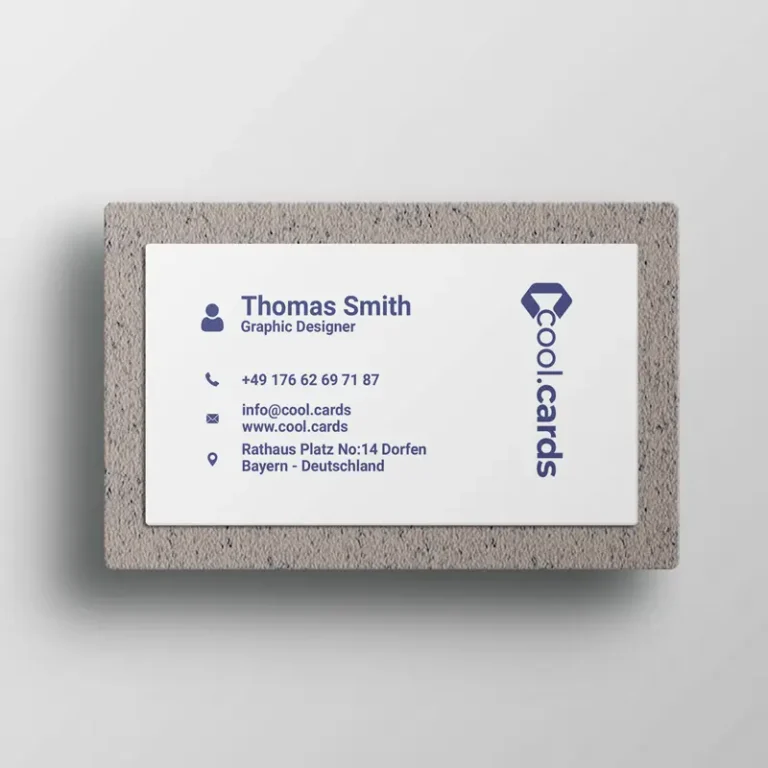 Thomas Smith
Graphic Designer
+49 176 62 69 71 87
info@cool.cards
www.cool.cards
Rathaus Platz No:14 Dorfen
Bayern - Deutschland
cool.cards